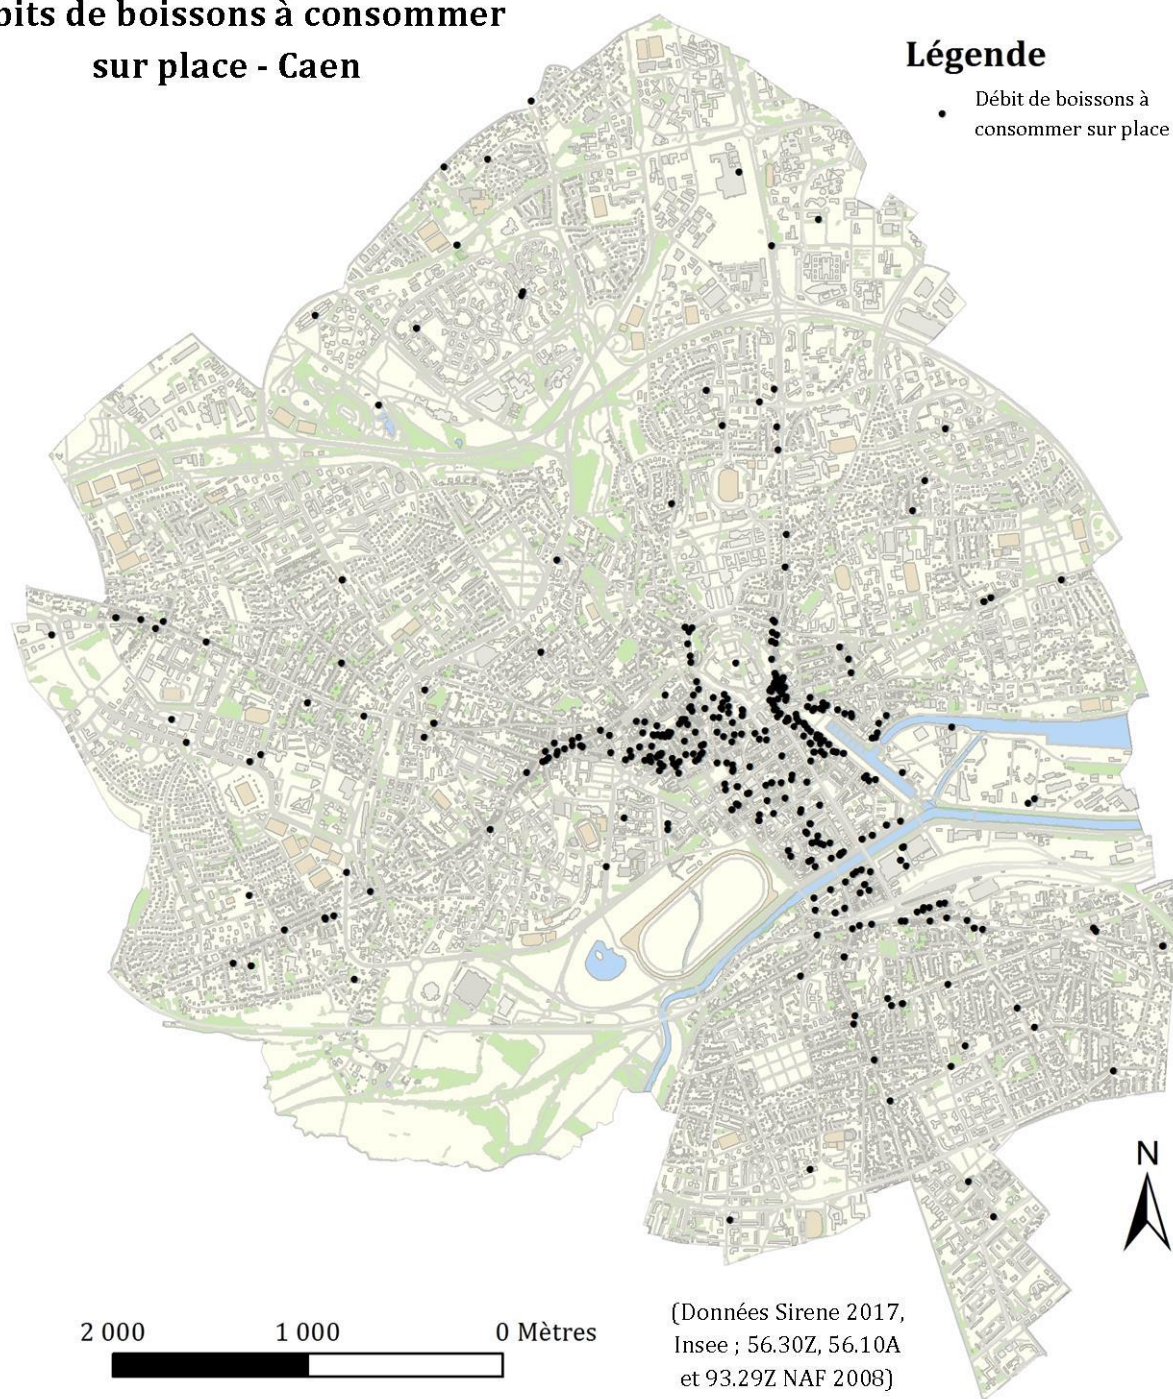 bits de boissons à consommer
sur place - Caen
Légende
Débit de boissons à
consommer sur place
N
2 000 1 000 0 Mètres
(Données Sirene 2017,
Insee ; 56.30Z, 56.10A
et 93.29Z NAF 2008)